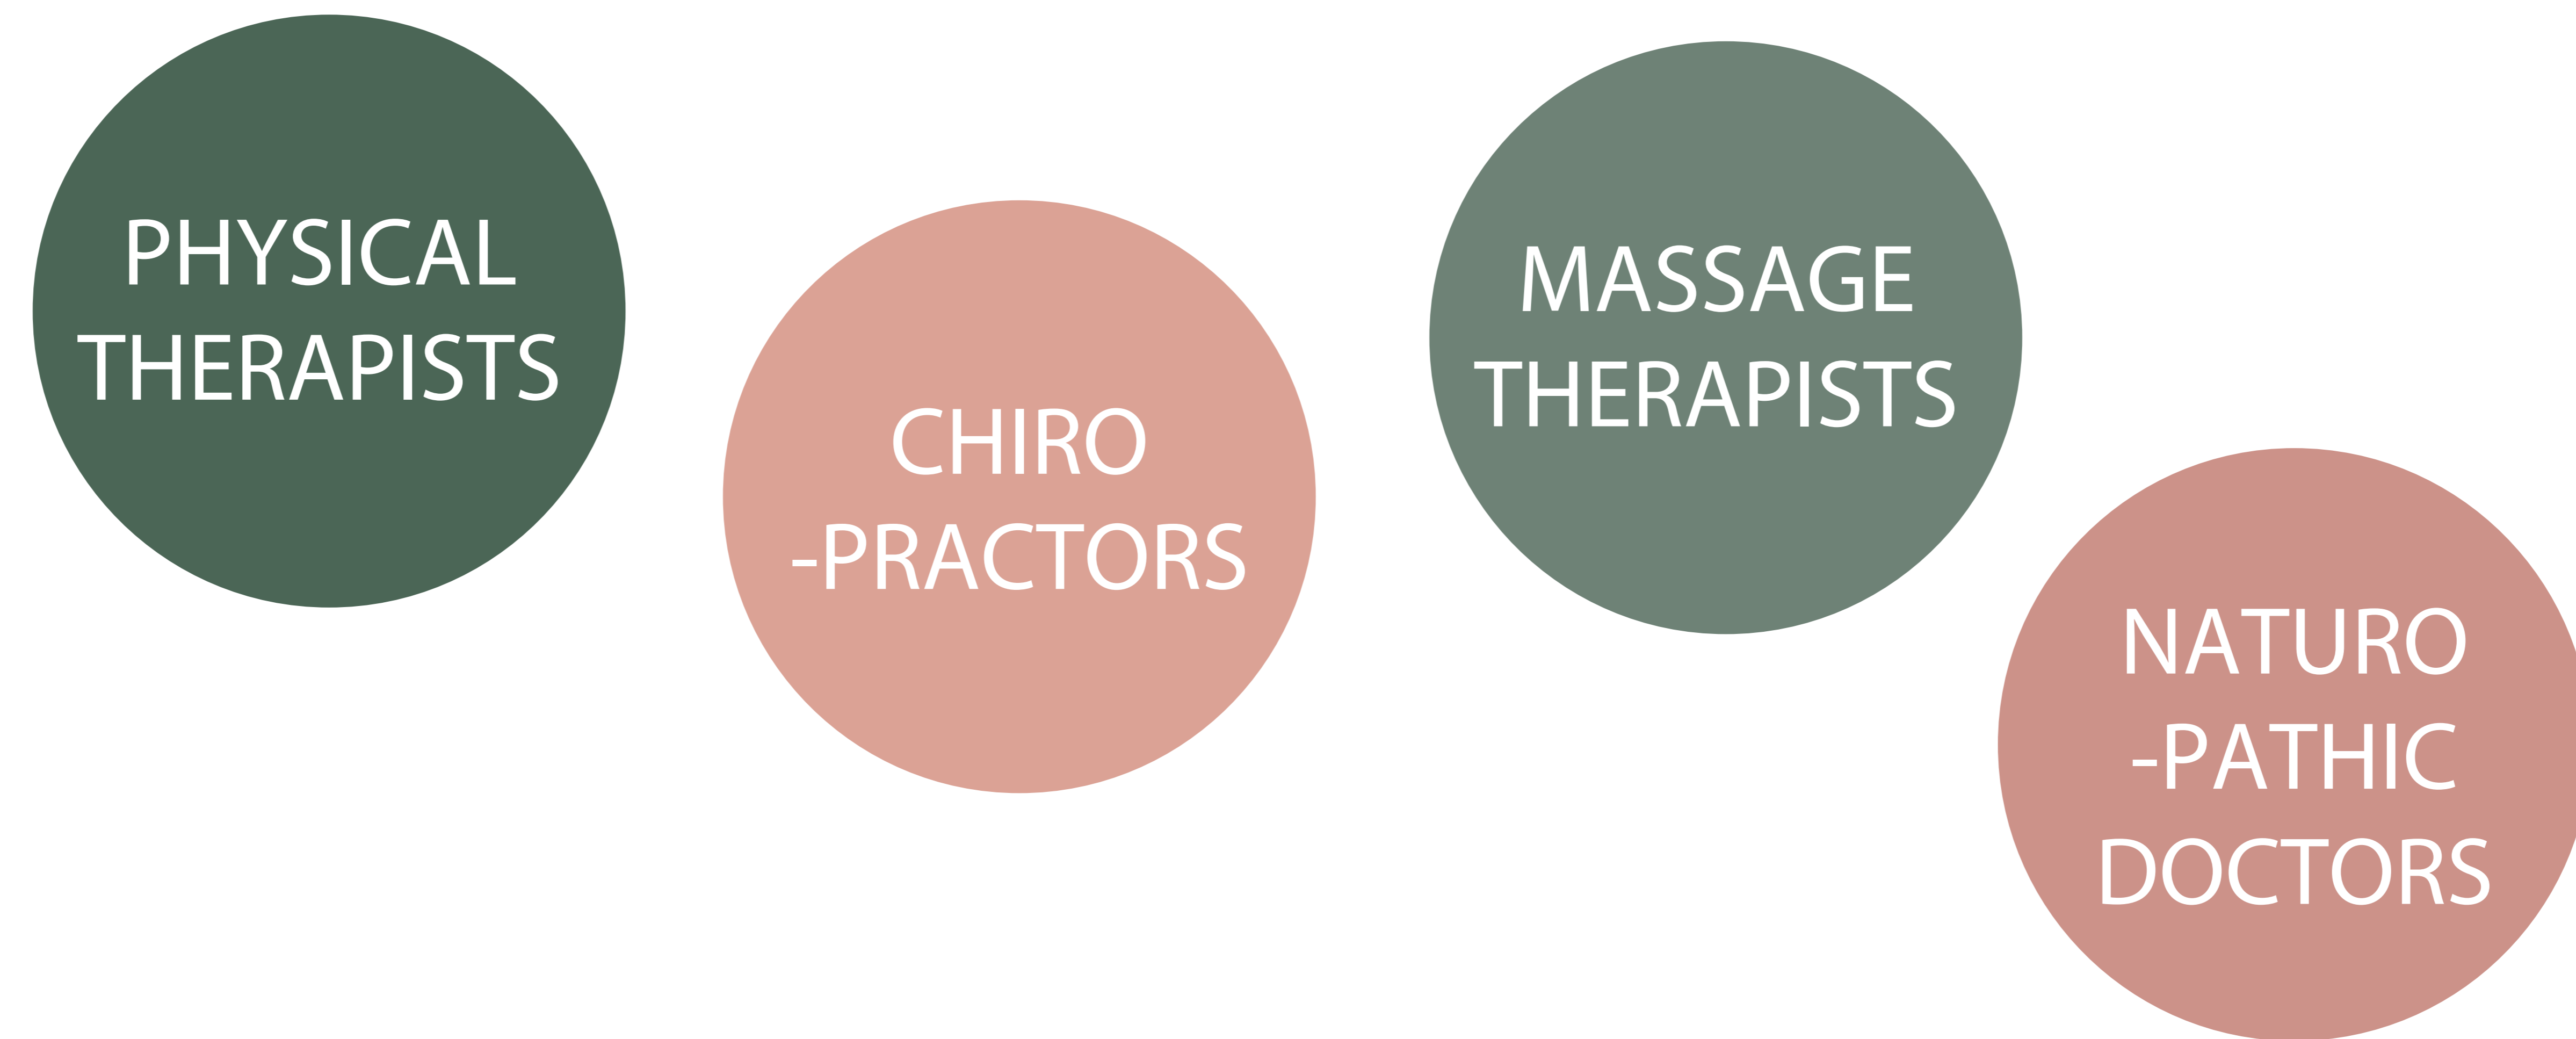 PHYSICAL
THERAPISTS
CHIRO
-PRACTORS
MASSAGE
THERAPISTS
NATURO
-PATHIC
DOCTORS